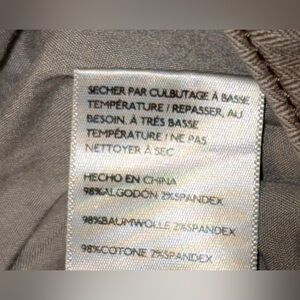 SECHER PAR CULBUTAGE À BASSE
TEMPÉRATURE / REPASSER, AU
BESOIN, À TRÈS BASSE
TEMPÉRATURE / NE PAS
NETTOYER À SEC
HECHO EN CHINA
98%ALGODÓN 2%SPANDEX
98%BAUMWOLLE 2%SPANDEX
98%COTONE 2%SPANDEX